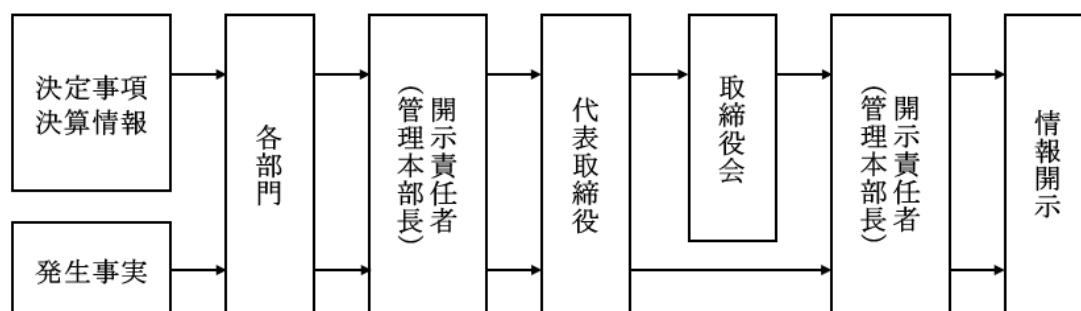 決定事項
決算情報
発生事実
各部門
開示責任者
(管理本部長)
代表取締役
取締役会
開示責任者
(管理本部長)
情報開示